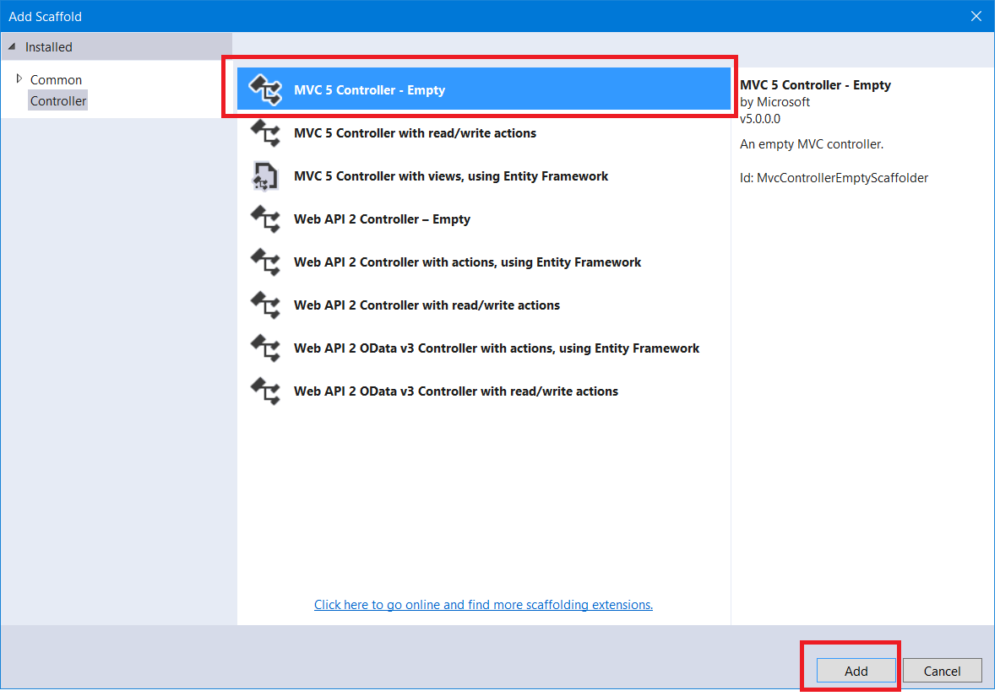 Add Scaffold
Installed
Common
Controller
MVC 5 Controller - Empty
MVC 5 Controller with read/write actions
MVC 5 Controller with views, using Entity Framework
Web API 2 Controller – Empty
Web API 2 Controller with actions, using Entity Framework
Web API 2 Controller with read/write actions
Web API 2 OData v3 Controller with actions, using Entity Framework
Web API 2 OData v3 Controller with read/write actions
Click here to go online and find more scaffolding extensions.
MVC 5 Controller - Empty
by Microsoft
v5.0.0.0
An empty MVC controller.
Id: MvcControllerEmptyScaffolder
Add
Cancel